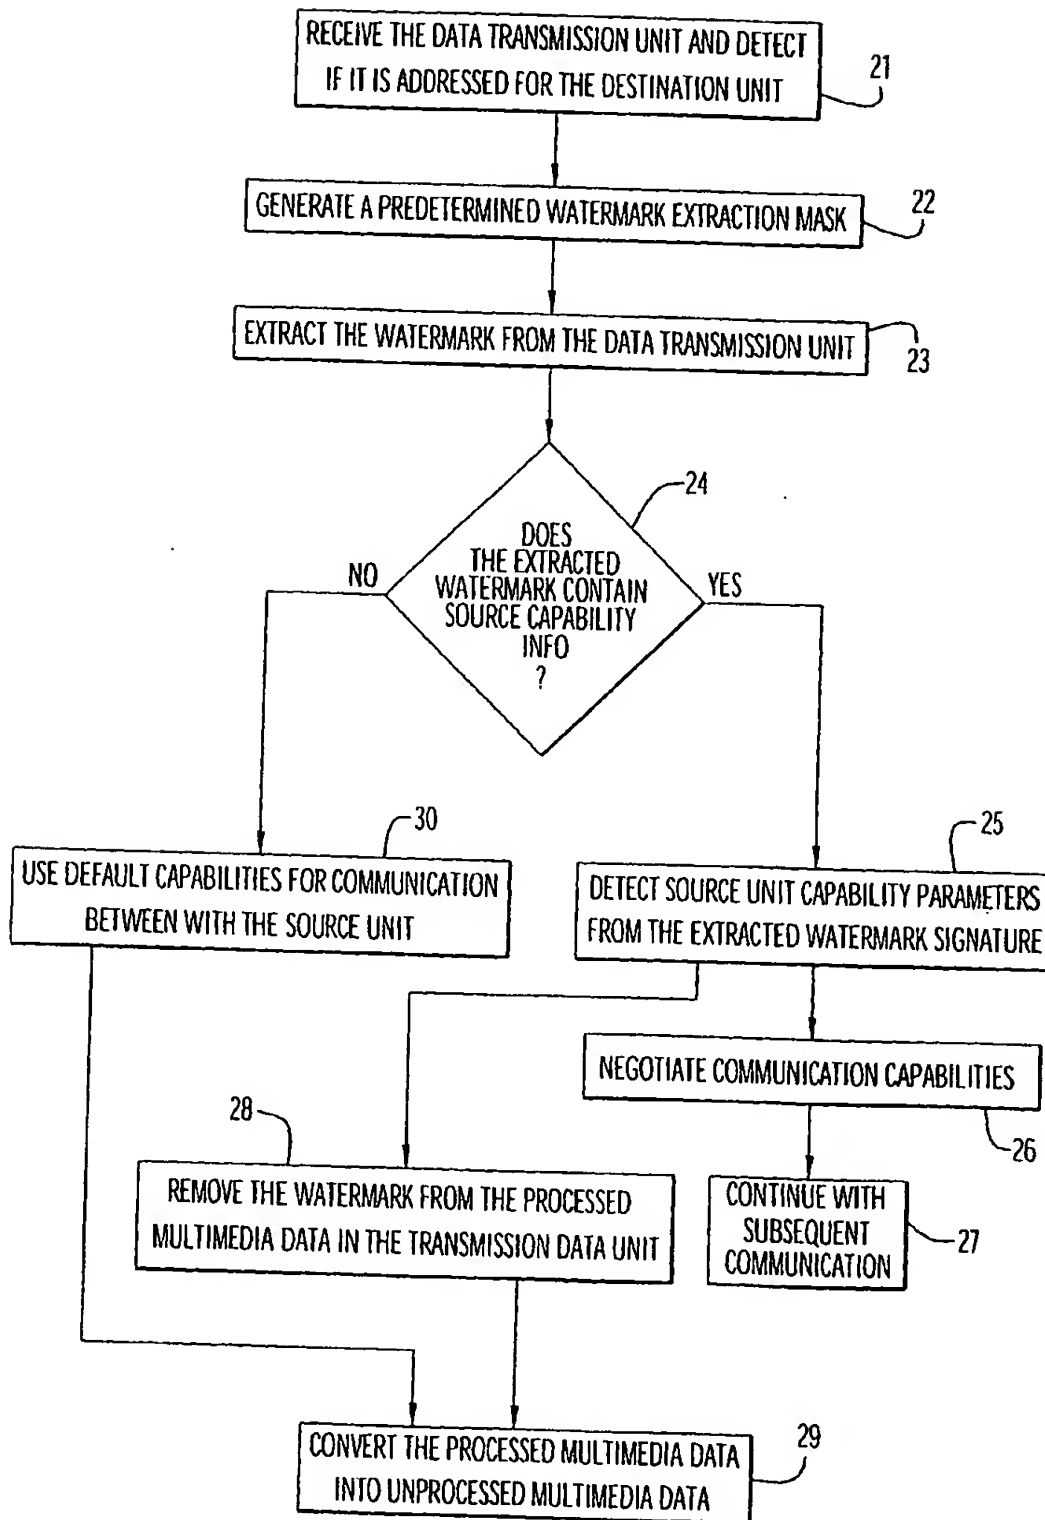 RECEIVE THE DATA TRANSMISSION UNIT AND DETECT
IF IT IS ADDRESSED FOR THE DESTINATION UNIT
21
GENERATE A PREDETERMINED WATERMARK EXTRACTION MASK
22
EXTRACT THE WATERMARK FROM THE DATA TRANSMISSION UNIT
23
24
DOES
THE EXTRACTED
WATERMARK CONTAIN
SOURCE CAPABILITY
INFO
?
NO
YES
30
USE DEFAULT CAPABILITIES FOR COMMUNICATION
BETWEEN WITH THE SOURCE UNIT
25
DETECT SOURCE UNIT CAPABILITY PARAMETERS
FROM THE EXTRACTED WATERMARK SIGNATURE
NEGOTIATE COMMUNICATION CAPABILITIES
26
28
REMOVE THE WATERMARK FROM THE PROCESSED
MULTIMEDIA DATA IN THE TRANSMISSION DATA UNIT
CONTINUE WITH
SUBSEQUENT
COMMUNICATION
27
CONVERT THE PROCESSED MULTIMEDIA DATA
INTO UNPROCESSED MULTIMEDIA DATA
29